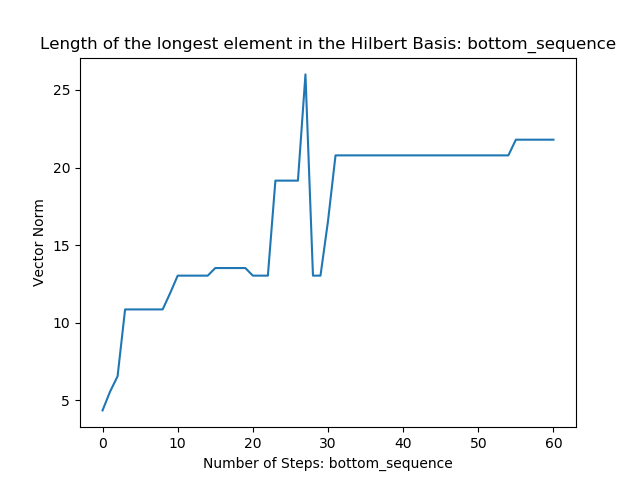 Length of the longest element in the Hilbert Basis: bottom_sequence
25
20
15
10
5
Vector Norm
0 10 20 30 40 50 60
Number of Steps: bottom_sequence